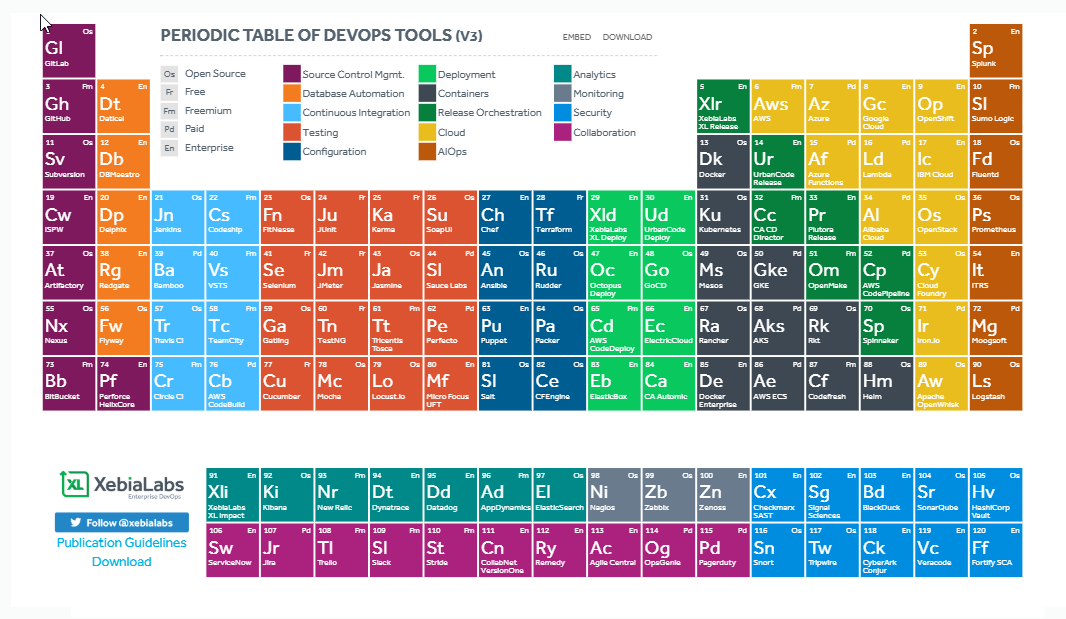 PERIODIC TABLE OF DEVOPS TOOLS (V3)
EMBED DOWNLOAD
Os Open Source
Fr Free
Fm Freemium
Pd Paid
En Enterprise
Source Control Mgmt.
Database Automation
Continuous Integration
Testing
Configuration
Deployment
Containers
Release Orchestration
Cloud
AIOps
Analytics
Monitoring
Security
Collaboration
Os
Gl
GitLab
2 En
Sp
Splunk
3 Fm
Gh
GitHub
4 En
Dt
Datical
5 En
Xlr
XebiaLabs
XL Release
6 Fm
Aws
AWS
7 Pd
Az
Azure
8 En
Gc
Google
Cloud
9 En
Op
OpenShift
10 Fm
Sl
Sumo Logic
11 Os
Sv
Subversion
12 En
Db
DBMaestro
13 Os
Dk
Docker
14 En
Ur
UrbanCode
Release
15 Pd
Af
Azure
Functions
16 Pd
Ld
Lambda
17 En
Ic
IBM Cloud
18 Os
Fd
Fluentd
19 En
Cw
ISPW
20 En
Dp
Delphix
21 Os
Jn
Jenkins
22 Fm
Cs
Codeship
23 Os
Fn
FitNesse
24 Fr
Ju
JUnit
25 Fr
Ka
Karma
26 Os
Su
SoapUI
27 En
Ch
Chef
28 Fr
Tf
Terraform
29 En
Xld
XebiaLabs
XL Deploy
30 En
Ud
UrbanCode
Deploy
31 Os
Ku
Kubernetes
32 Fm
Cc
CA CD
Director
33 En
Pr
Plutora
Release
34 Pd
Al
Alibaba
Cloud
35 Os
Os
OpenStack
36 Os
Ps
Prometheus
37 Pd
At
Artifactory
38 En
Rg
Redgate
39 Pd
Ba
Bamboo
40 Fm
Vs
VSTS
41 Fr
Se
Selenium
42 Fr
Jm
JMeter
43 Os
Ja
Jasmine
44 Pd
Sl
Sauce Labs
45 Os
An
Ansible
46 Os
Ru
Rudder
47 En
Oc
Octopus
Deploy
48 Os
Go
GoCD
49 Os
Ms
Mesos
50 Pd
Gke
GKE
51 Fm
Om
OpenMake
52 Pd
Cp
AWS
CodePipeline
53 Os
Cy
Cloud
Foundry
54 En
It
ITRS
55 Os
Nx
Nexus
56 Os
Fw
Flyway
57 Os
Tr
Travis CI
58 Fm
Tc
TeamCity
59 Os
Ga
Gatling
60 Fr
Tn
TestNG
61 Fm
Tt
Tricentis
Tosca
62 Pd
Pe
Perfecto
63 En
Pu
Puppet
64 Os
Pa
Packer
65 Fm
Cd
AWS
CodeDeploy
66 En
Ec
ElectricCloud
67 Os
Ra
Rancher
68 Pd
Aks
AKS
69 Os
Rk
Rkt
70 Os
Sp
Spinnaker
71 Pd
Ir
Iron.io
72 Pd
Mg
Moogsoft
73 Fm
Bb
BitBucket
74 En
Pf
Perforce
HelixCore
75 Fm
Cr
Circle CI
76 Pd
Cb
AWS
CodeBuild
77 Fr
Cu
Cucumber
78 Os
Mc
Mocha
79 Os
Lo
Locust.io
80 En
Mf
Micro Focus
UFT
81 Os
Sl
Salt
82 Os
Ce
CFEngine
83 En
Eb
ElasticBox
84 En
Ca
CA Automic
85 En
De
Docker
Enterprise
86 Pd
Ae
AWS ECS
87 Fm
Cf
Codefresh
88 Os
Hm
Helm
89 Os
Aw
Apache
OpenWhisk
90 Os
Ls
Logstash
XL XebiaLabs
Enterprise DevOps
Follow @xebialabs
Publication Guidelines
Download
91 En
Xli
XebiaLabs
XL Impact
92 Os
Ki
Kibana
93 Fm
Nr
New Relic
94 En
Dt
Dynatrace
95 En
Dd
Datadog
96 Fm
Ad
AppDynamics
97 Os
El
ElasticSearch
98 Os
Ni
Nagios
99 Os
Zb
Zabbix
100 En
Zn
Zenoss
101 En
Cx
Checkmarx
SAST
102 En
Sg
Signal
Sciences
103 En
Bd
BlackDuck
104 Os
Sr
SonarQube
105 Os
Hv
HashiCorp
Vault
106 En
Sw
ServiceNow
107 Pd
Jr
Jira
108 Fm
Tl
Trello
109 Fm
Sl
Slack
110 Fm
St
Stride
111 En
Cn
CollabNet
VersionOne
112 En
Ry
Remedy
113 En
Ac
Agile Central
114 Pd
Og
OpsGenie
115 Pd
Pd
Pagerduty
116 Os
Sn
Snort
117 Os
Tw
Tripwire
118 En
Ck
CyberArk
Conjur
119 En
Vc
Veracode
120 En
Ff
Fortify SCA